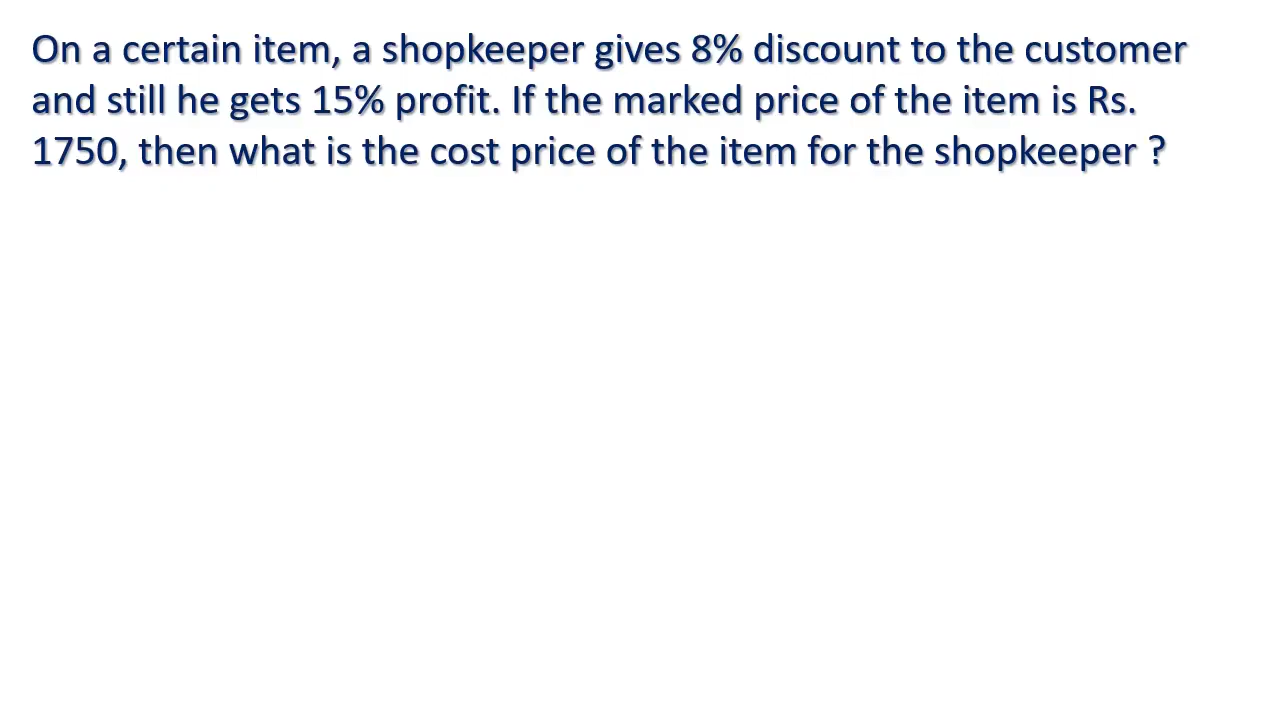 On a certain item, a shopkeeper gives 8% discount to the customer
and still he gets 15% profit. If the marked price of the item is Rs.
1750, then what is the cost price of the item for the shopkeeper ?